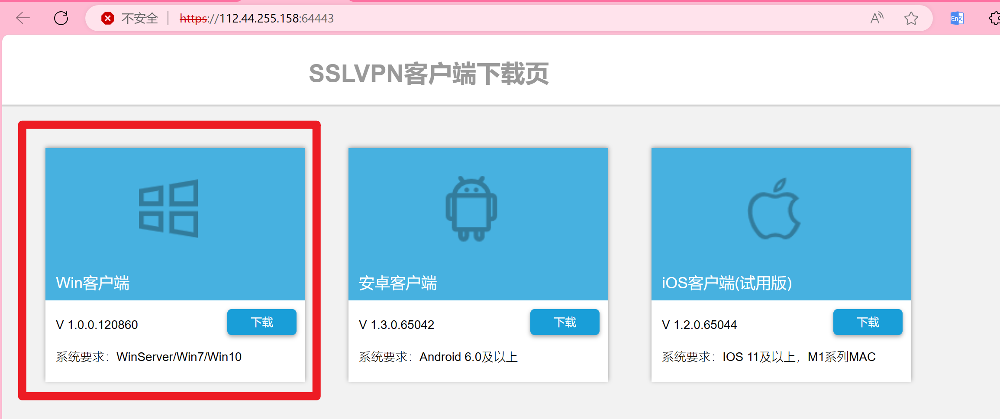 不安全 https://112.44.255.158:64443
SSLVPN客户端下载页
Win客户端
V 1.0.0.120860
下载
系统要求：WinServer/Win7/Win10
安卓客户端
V 1.3.0.65042
下载
系统要求：Android 6.0及以上
iOS客户端(试用版)
V 1.2.0.65044
下载
系统要求：IOS 11及以上，M1系列MAC